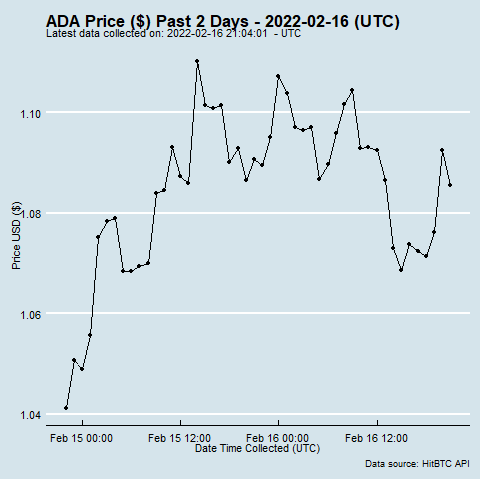 ADA Price ($) Past 2 Days - 2022-02-16 (UTC)
Latest data collected on: 2022-02-16 21:04:01 - UTC
1.10
1.08
1.06
1.04
Price USD ($)
Feb 15 00:00
Feb 15 12:00
Feb 16 00:00
Feb 16 12:00
Date Time Collected (UTC)
Data source: HitBTC API